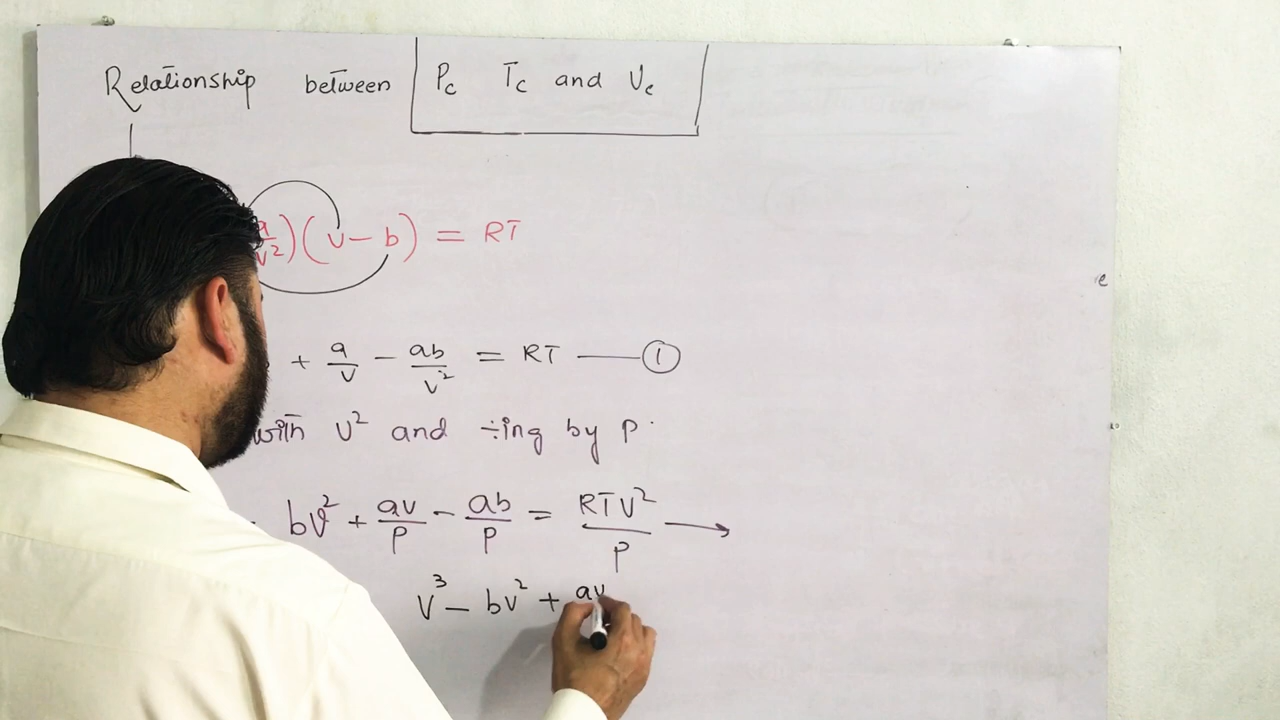 Relationship between Pc Tc and Vc
a/v²)(v-b) = RT
+ a/v - ab/v² = RT —— ①
with v² and ÷ing by P.
bv² + av/P - ab/P = RTV²/P →
v³ - bv² + av